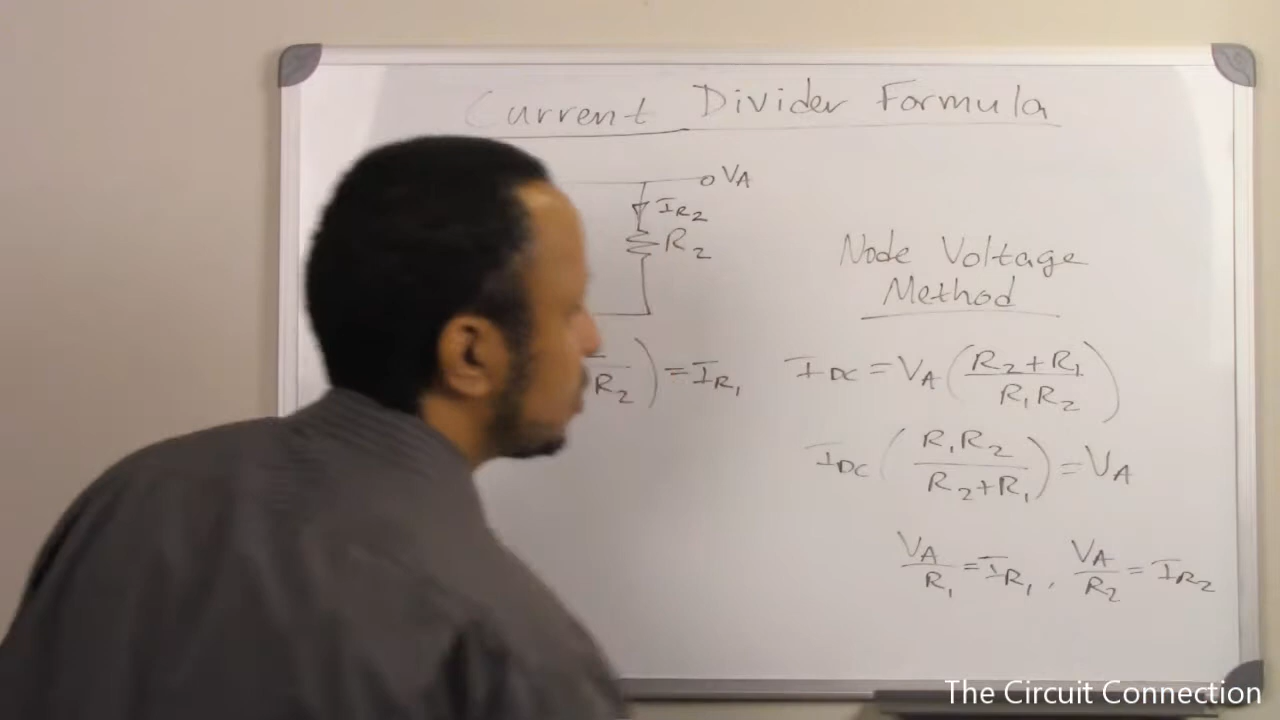 Current Divider Formula
VA
IR2
R2
Node Voltage
Method
R2 ) = IR1
IDC = VA ( R2+R1 / R1R2 )
IDC ( R1R2 / R2+R1 ) = VA
VA / R1 = IR1 , VA / R2 = IR2
The Circuit Connection